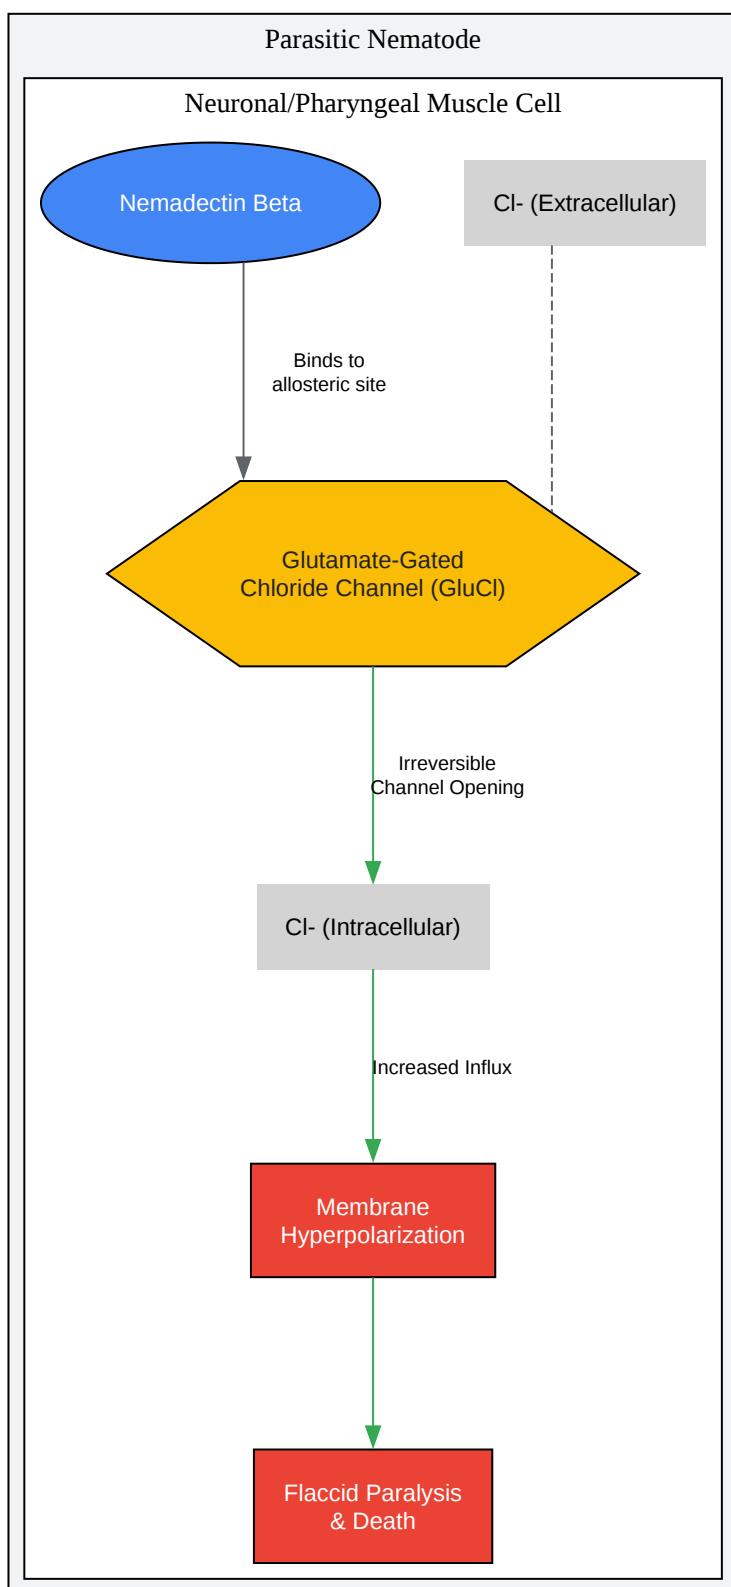 Parasitic Nematode
Neuronal/Pharyngeal Muscle Cell
Nemadectin Beta
Cl- (Extracellular)
Binds to
allosteric site
Glutamate-Gated
Chloride Channel (GluCl)
Irreversible
Channel Opening
Cl- (Intracellular)
Increased Influx
Membrane
Hyperpolarization
Flaccid Paralysis
& Death